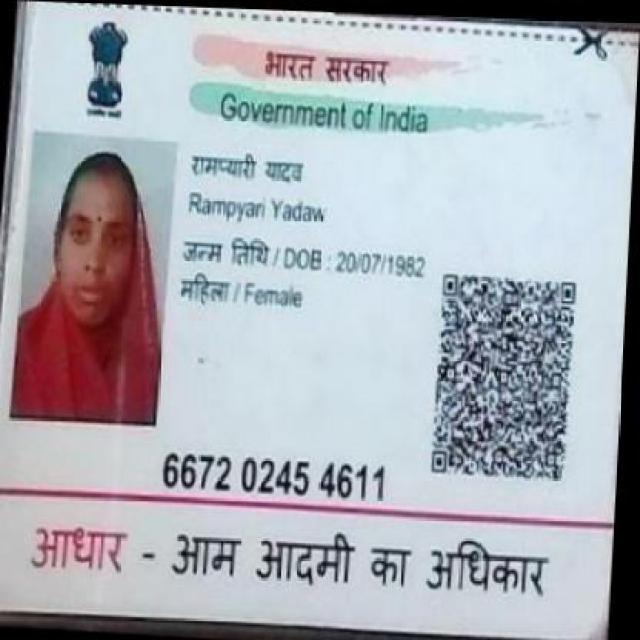 भारत सरकार
Government of India
रामप्यारी यादव
Rampyari Yadaw
जन्म तिथि / DOB : 20/07/1982
महिला / Female
6672 0245 4611
आधार - आम आदमी का अधिकार